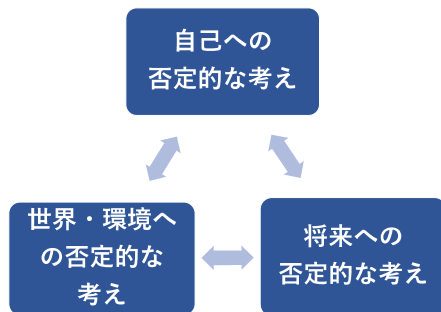 自己への
否定的な考え
世界・環境へ
の否定的な
考え
将来への
否定的な考え